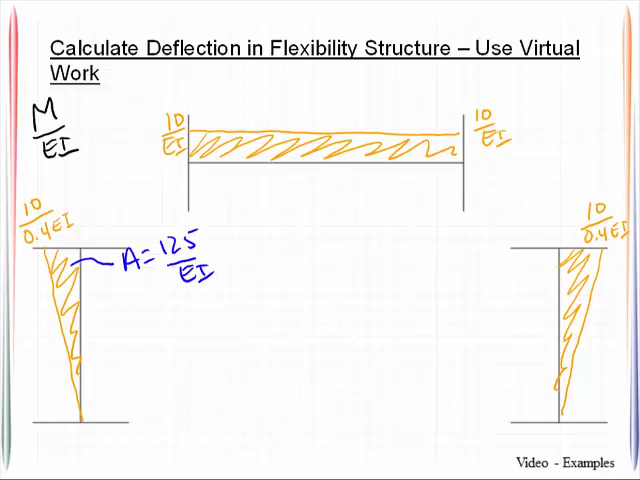 Calculate Deflection in Flexibility Structure – Use Virtual
Work
M
EI
10
EI
10
EI
10
0.4EI
10
0.4EI
A = 125
EI
Video - Examples